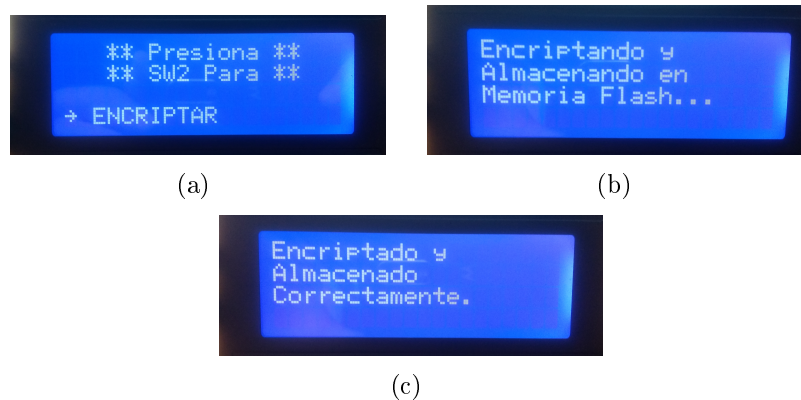 ** Presiona **
** SW2 Para **
→ ENCRIPTAR
(a)
Encriptando y
Almacenando en
Memoria Flash...
(b)
Encriptado y
Almacenado
Correctamente.
(c)